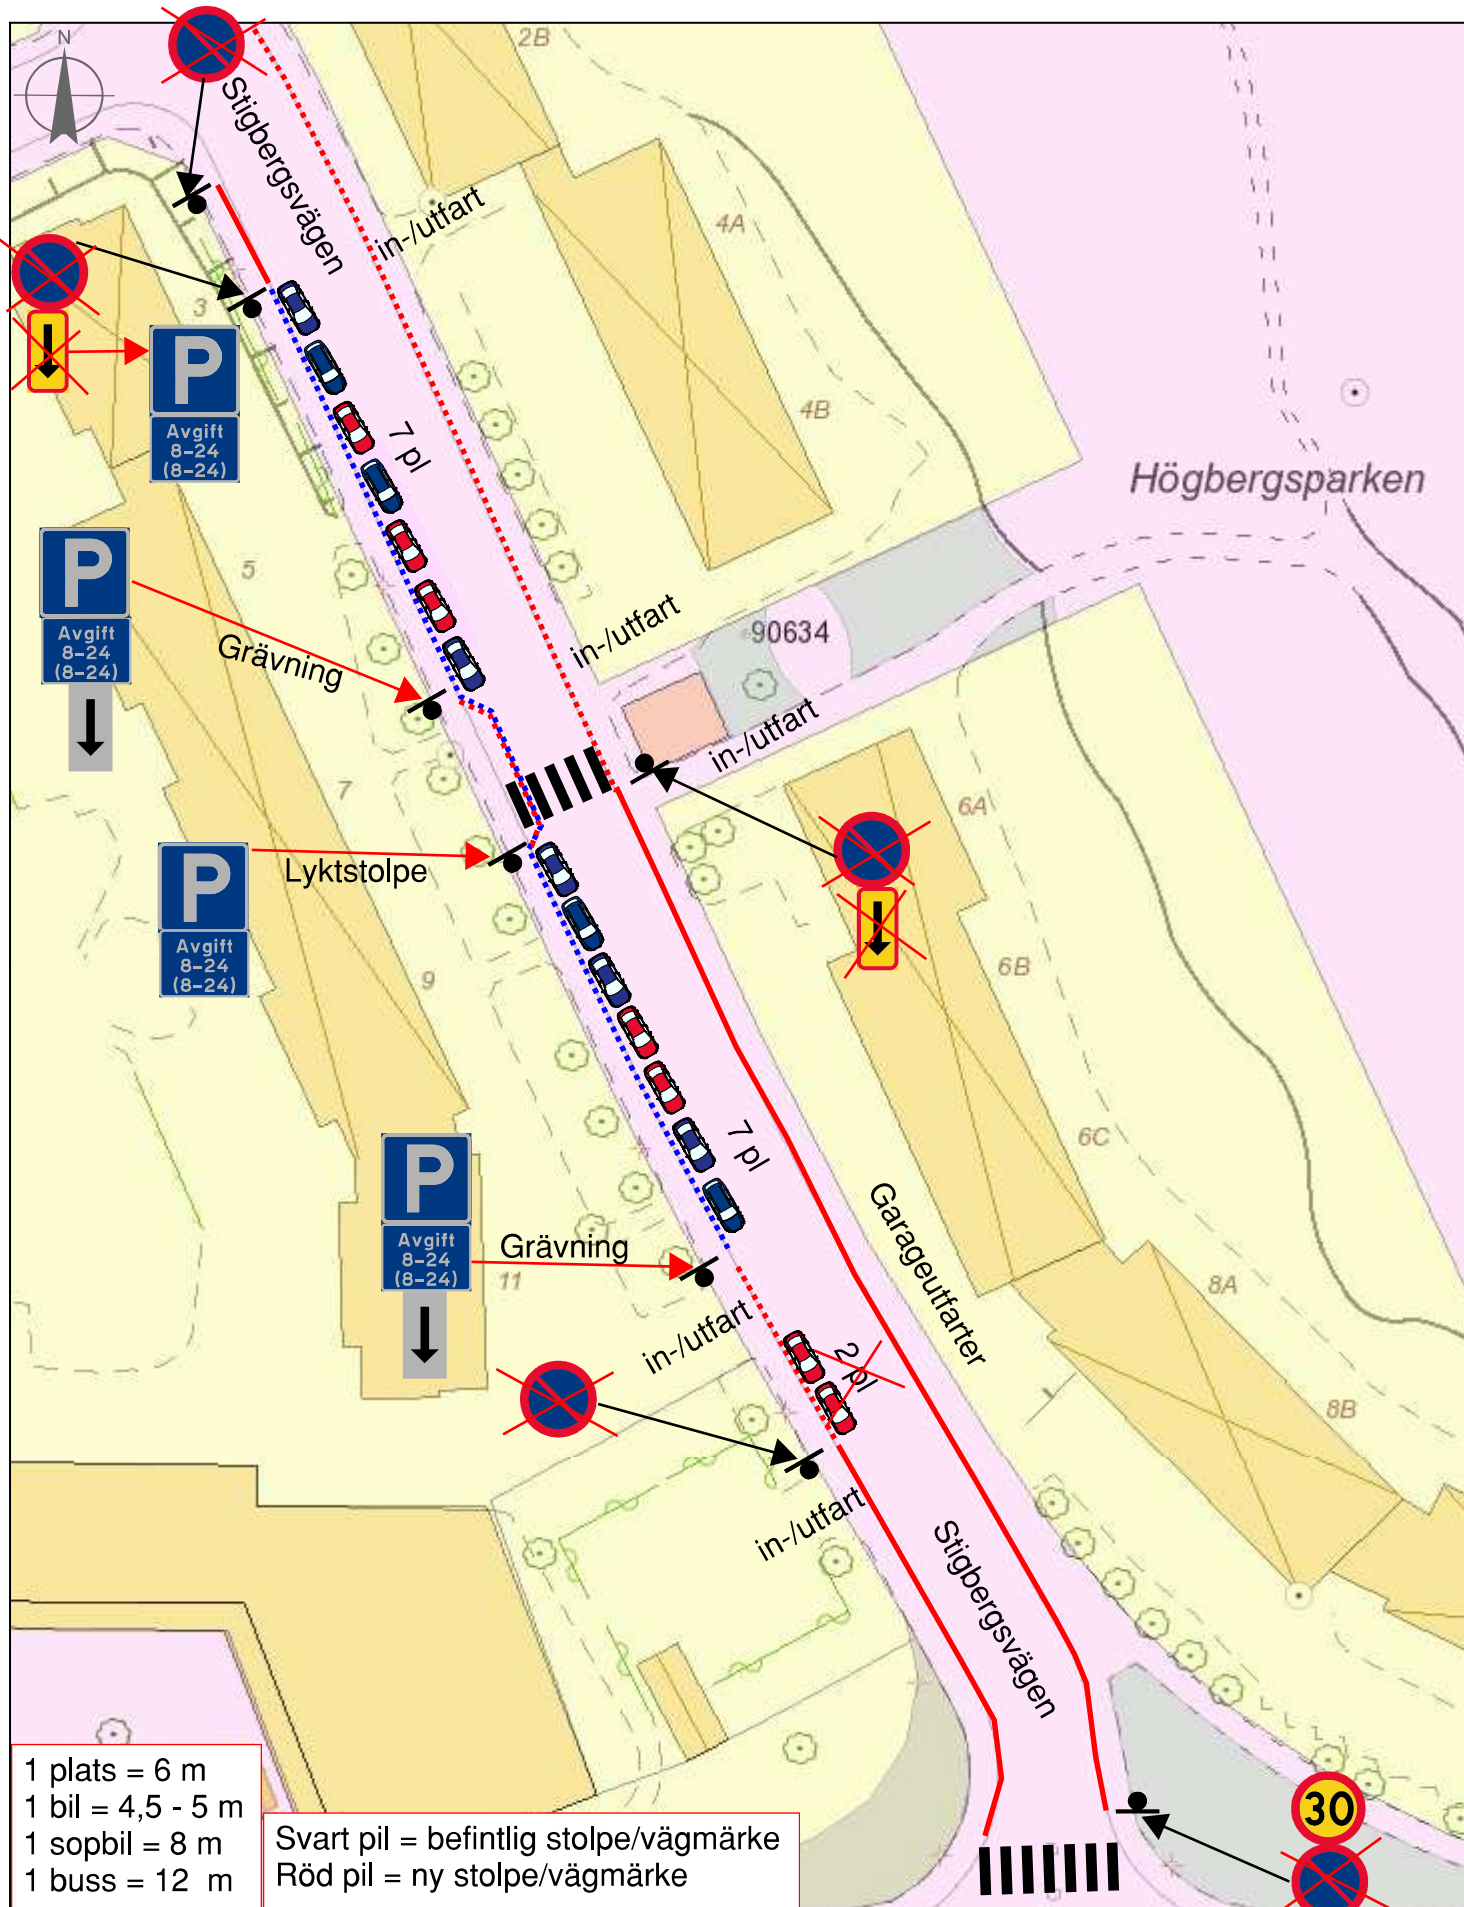 N
2B
Stigbergsvägen
in-/utfart
4A
3
P
Avgift
8-24
(8-24)
7 pl
4B
Högbergsparken
P
Avgift
8-24
(8-24)
5
Grävning
in-/utfart
90634
in-/utfart
7
6A
P
Avgift
8-24
(8-24)
Lyktstolpe
9
6B
7 pl
6C
P
Avgift
8-24
(8-24)
Grävning
11
Garageutfarter
8A
in-/utfart
2 pl
8B
in-/utfart
Stigbergsvägen
1 plats = 6 m
1 bil = 4,5 - 5 m
1 sopbil = 8 m
1 buss = 12 m
Svart pil = befintlig stolpe/vägmärke
Röd pil = ny stolpe/vägmärke
30